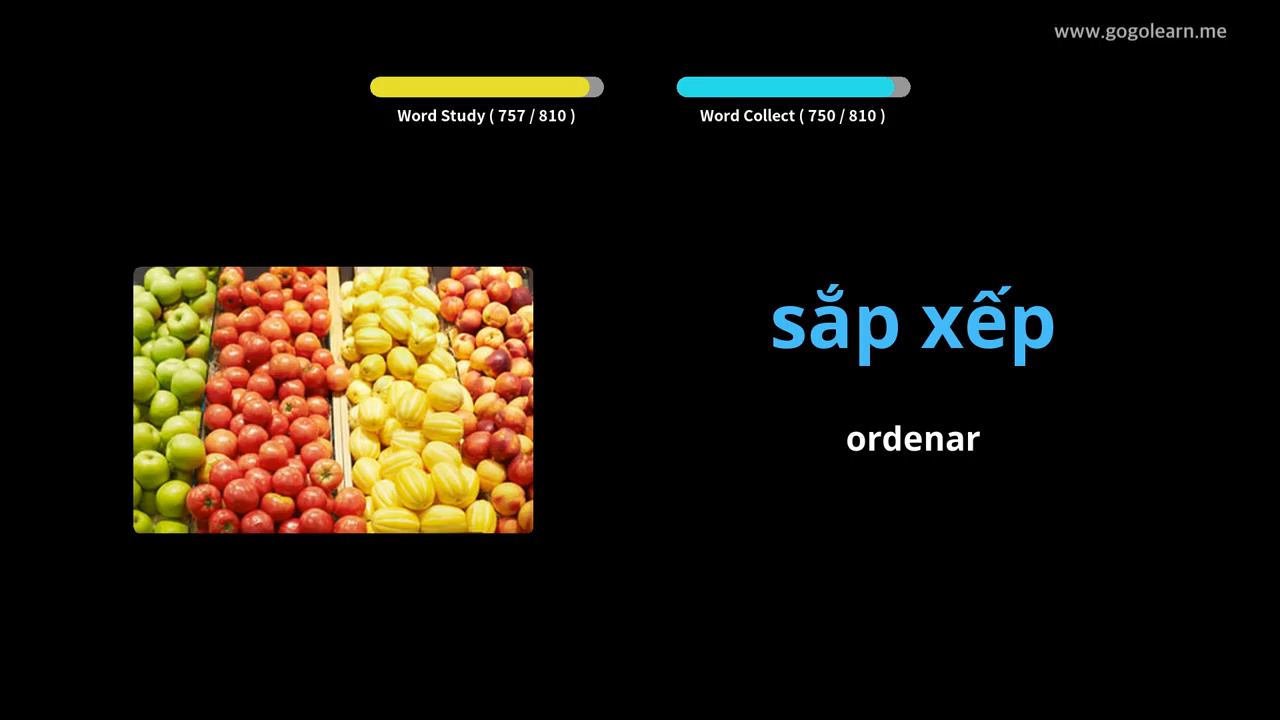 www.gogolearn.me
Word Study ( 757 / 810 )
Word Collect ( 750 / 810 )
sắp xếp
ordenar